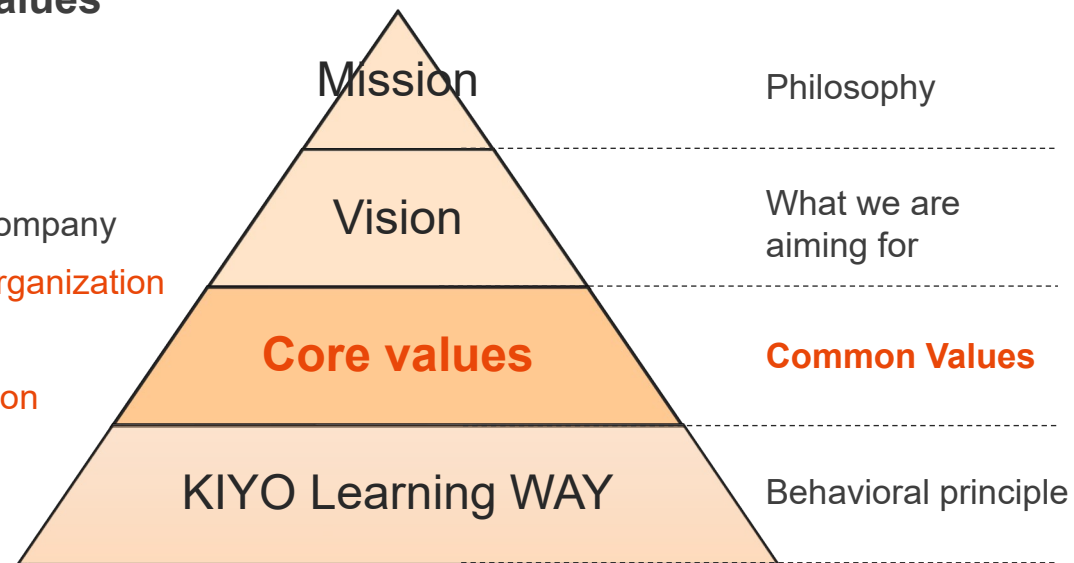 alues
Mission
Philosophy
Vision
What we are
aiming for
ompany
rganization
Core values
Common Values
on
KIYO Learning WAY
Behavioral principle